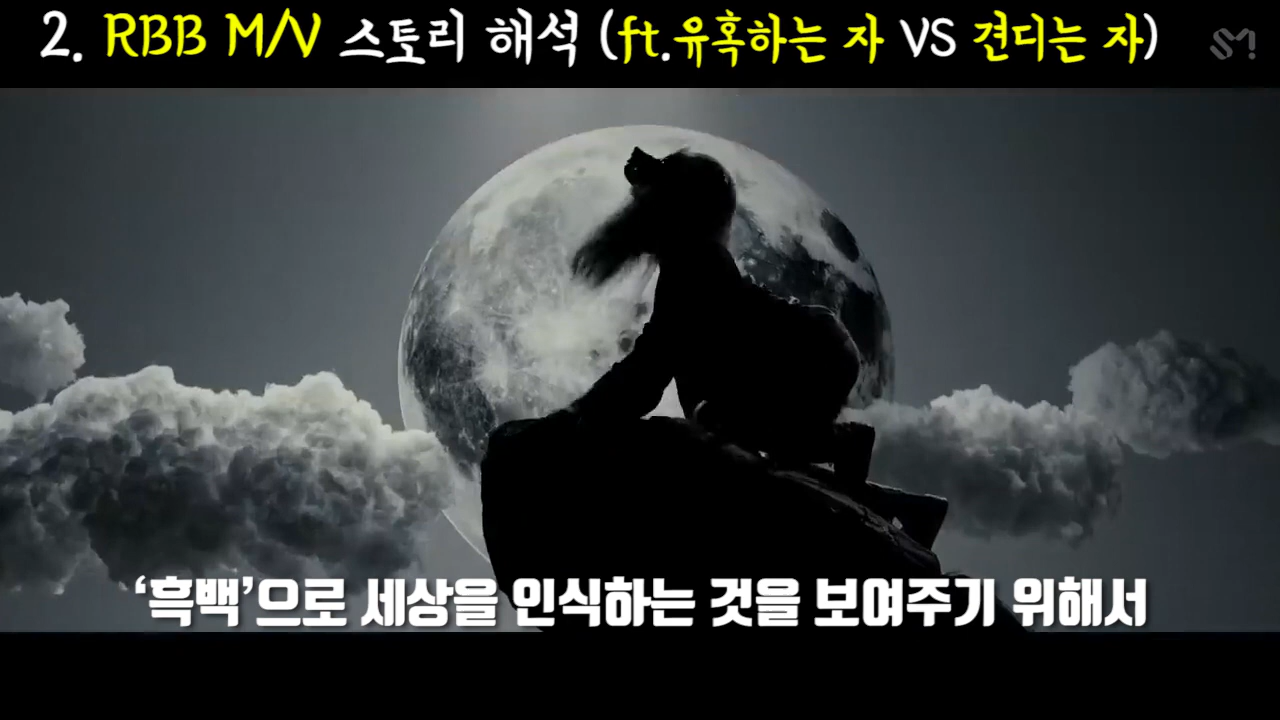 2. RBB M/V 스토리 해석 (ft.유혹하는 자 VS 견디는 자)
SM!
‘흑백’으로 세상을 인식하는 것을 보여주기 위해서